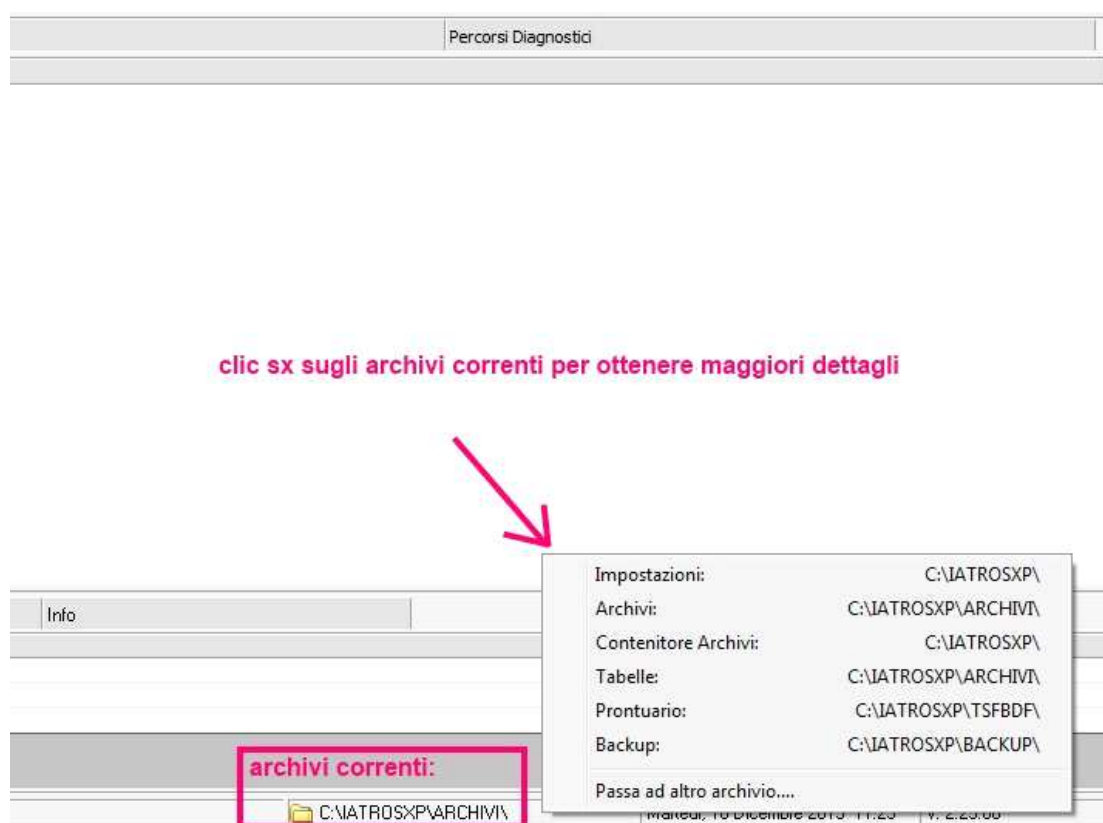 Percorsi Diagnostici
clic sx sugli archivi correnti per ottenere maggiori dettagli
Impostazioni: C:\IATROSXP\
Info
Archivi: C:\IATROSXP\ARCHIVI\
Contenitore Archivi: C:\IATROSXP\
Tabelle: C:\IATROSXP\ARCHIVI\
Prontuario: C:\IATROSXP\TSFBDF\
Backup: C:\IATROSXP\BACKUP\
archivi correnti:
Passa ad altro archivio....
C:\IATROSXP\ARCHIVI\